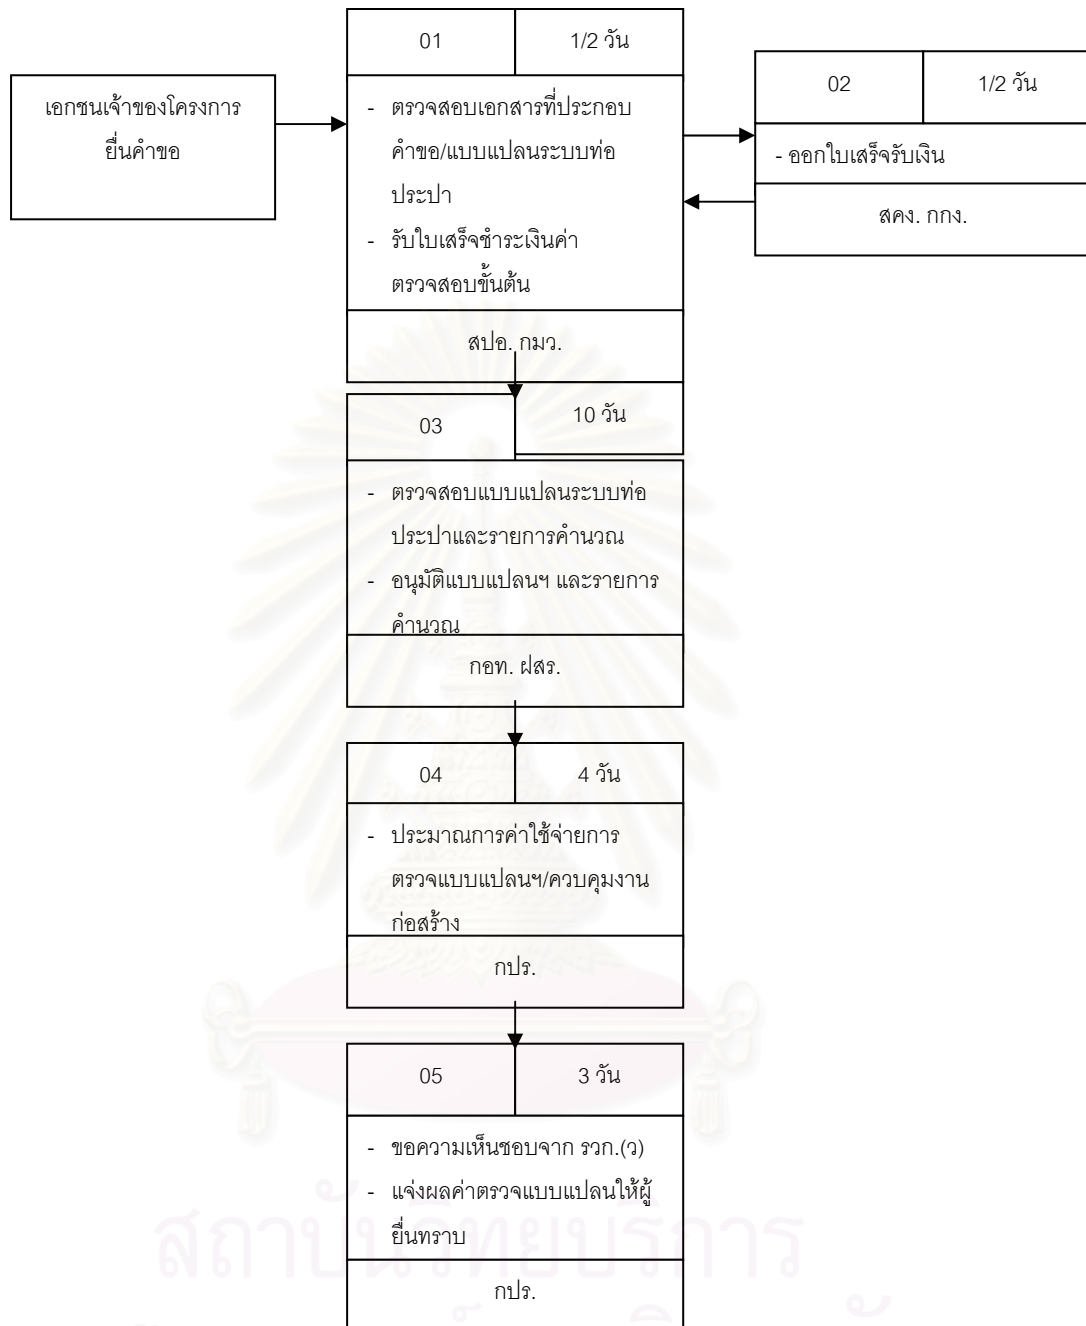 เอกชนเจ้าของโครงการ
ยื่นคำขอ
01 1/2 วัน
- ตรวจสอบเอกสารที่ประกอบ
คำขอ/แบบแปลนระบบท่อ
ประปา
- รับใบเสร็จชำระเงินค่า
ตรวจสอบขั้นต้น
สปอ. กมว.
02 1/2 วัน
- ออกใบเสร็จรับเงิน
สคง. กกง.
03 10 วัน
- ตรวจสอบแบบแปลนระบบท่อ
ประปาและรายการคำนวณ
- อนุมัติแบบแปลนฯ และรายการ
คำนวณ
กอท. ฝสร.
04 4 วัน
- ประมาณการค่าใช้จ่ายการ
ตรวจแบบแปลนฯ/ควบคุมงาน
ก่อสร้าง
กปร.
05 3 วัน
- ขอความเห็นชอบจาก รวก.(ว)
- แจ่งผลค่าตรวจแบบแปลนให้ผู้
ยื่นทราบ
กปร.
สถาบันวิทยบริการ